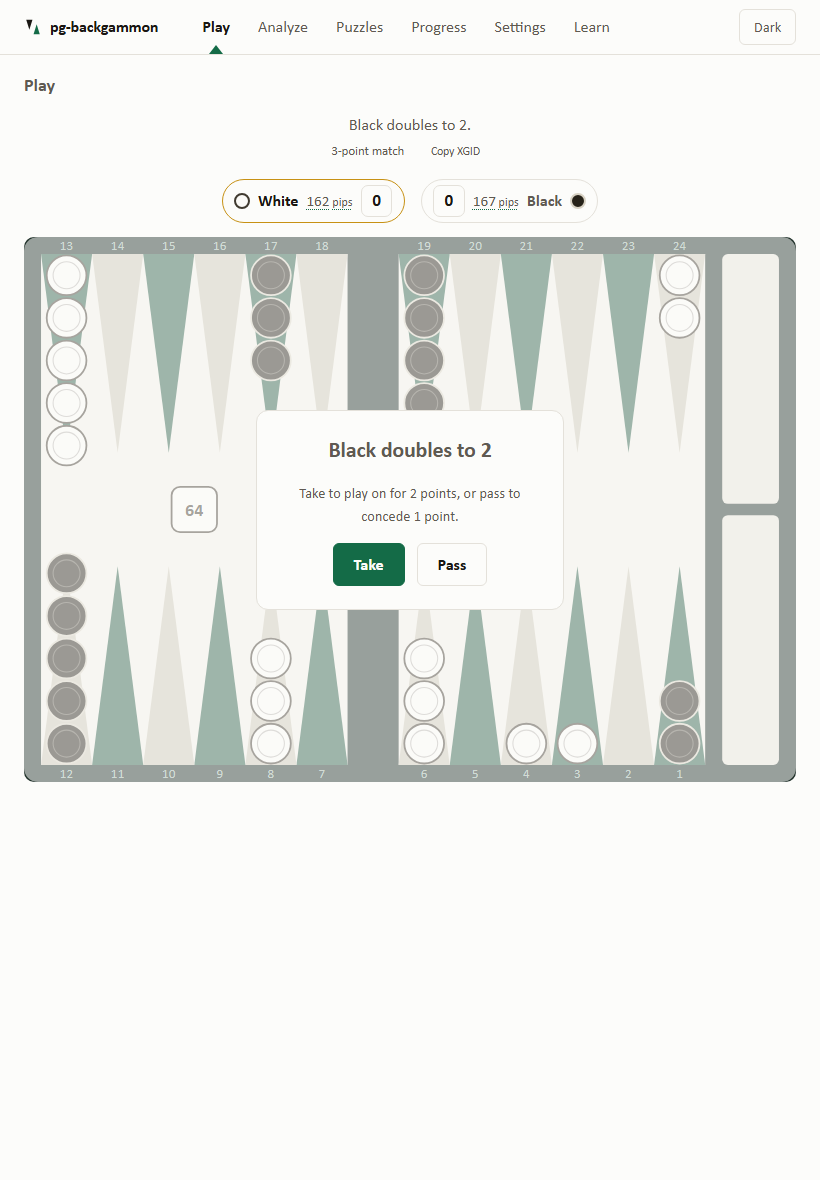 pg-backgammon Play Analyze Puzzles Progress Settings Learn Dark
Play
Black doubles to 2.
3-point match Copy XGID
White 162 pips 0 0 167 pips Black
13 14 15 16 17 18 19 20 21 22 23 24
Black doubles to 2
Take to play on for 2 points, or pass to
concede 1 point.
64
Take Pass
12 11 10 9 8 7 6 5 4 3 2 1